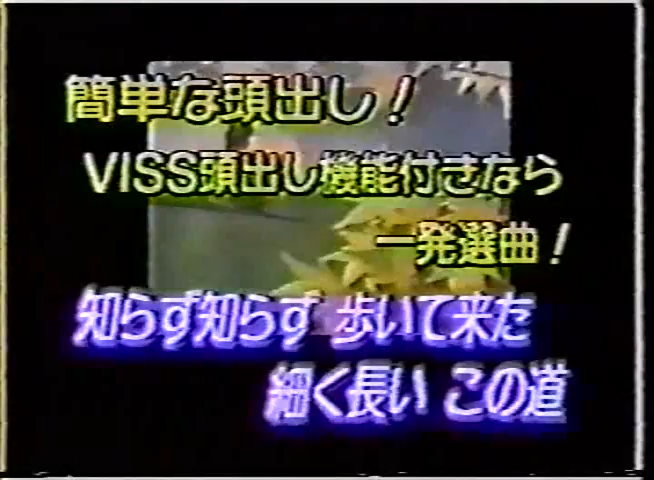 簡単な頭出し！
VISS頭出し機能付きなら
一発選曲！
知らず知らず 歩いて来た
細く長い この道